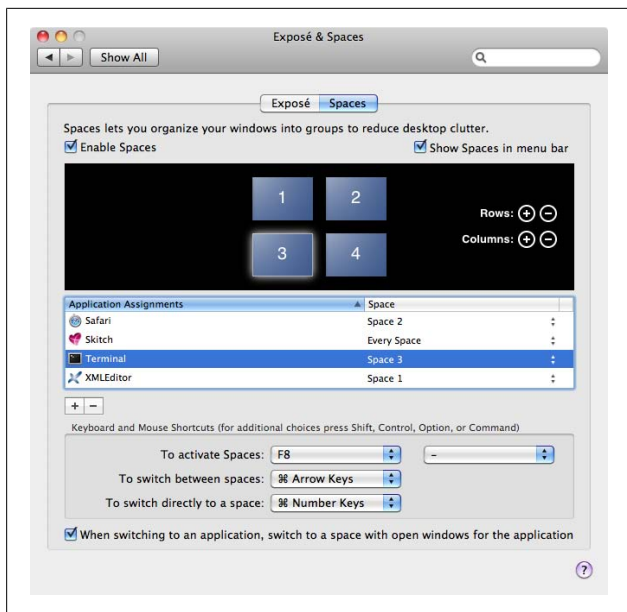 Exposé & Spaces
Show All
Exposé Spaces
Spaces lets you organize your windows into groups to reduce desktop clutter.
Enable Spaces Show Spaces in menu bar
1 2
Rows:
Columns:
3 4
Application Assignments Space
Safari Space 2
Skitch Every Space
Terminal Space 3
XMLEditor Space 1
+ −
Keyboard and Mouse Shortcuts (for additional choices press Shift, Control, Option, or Command)
To activate Spaces: F8 –
To switch between spaces: ⌘ Arrow Keys
To switch directly to a space: ⌘ Number Keys
When switching to an application, switch to a space with open windows for the application
?